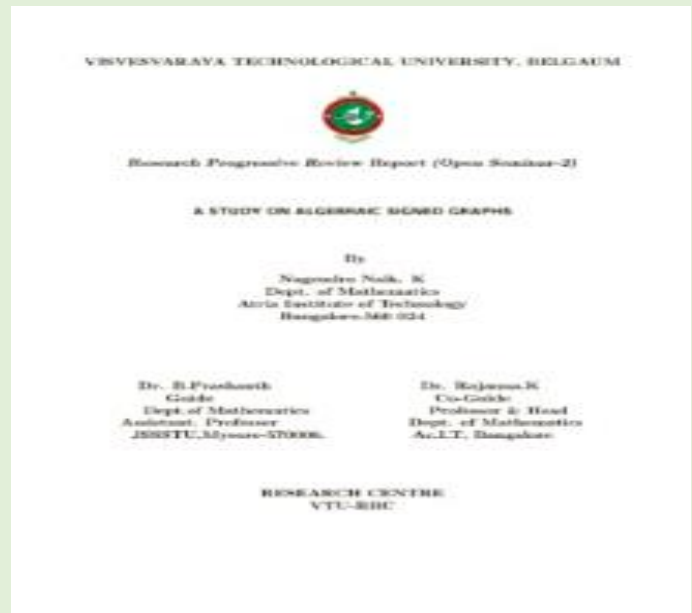 VISVESVARAYA TECHNOLOGICAL UNIVERSITY, BELGAUM
Research Progressive Review Report (Open Seminar-2)
A STUDY ON ALGEBRAIC SIGNED GRAPHS
By
Nagendra Naik. K
Dept. of Mathematics
Atria Institute of Technology
Bangalore-560 024
Dr. B.Prashanth
Guide
Dept.of Mathematics
Assistant. Professor
JSSSTU,Mysore-570006.
Dr. Rajanna.K
Co-Guide
Professor & Head
Dept. of Mathematics
Ac.I.T, Bangalore
RESEARCH CENTRE
VTU-RRC